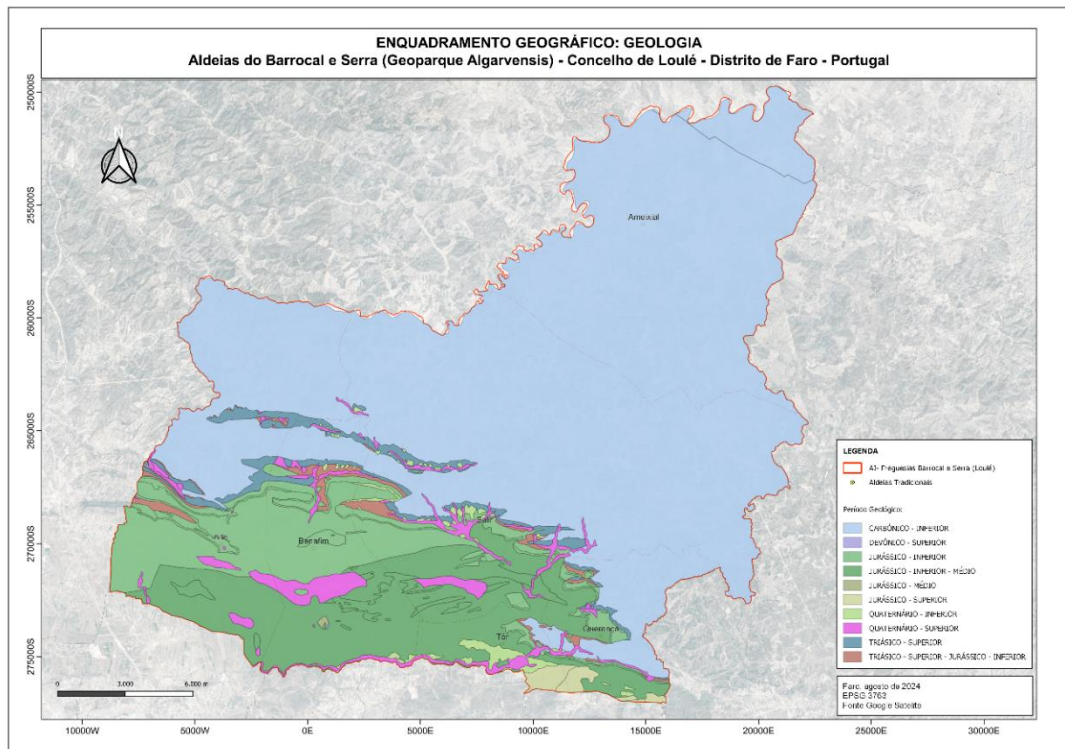 ENQUADRAMENTO GEOGRÁFICO: GEOLOGIA
Aldeias do Barrocal e Serra (Geoparque Algarvensis) - Concelho de Loulé - Distrito de Faro - Portugal
250000S
255000S
260000S
265000S
270000S
275000S
N
Ameixial
Alte
Benafim
Salir
Tôr
Querença
0 3.000 6.000 m
LEGENDA
AJ- Freguesias Barrocal e Serra (Loulé)
Aldeias Tradicionais
Período Geológico:
CARBÓNICO - INFERIOR
DEVÓNICO - SUPERIOR
JURÁSSICO - INFERIOR
JURÁSSICO - INFERIOR - MÉDIO
JURÁSSICO - MÉDIO
JURÁSSICO - SUPERIOR
QUATERNÁRIO - INFERIOR
QUATERNÁRIO - SUPERIOR
TRIÁSICO - SUPERIOR
TRIÁSICO - SUPERIOR - JURÁSSICO - INFERIOR
Faro, agosto de 2024
EPSG 3763
Fonte Google Satelite
10000W 5000W 0E 5000E 10000E 15000E 20000E 25000E 30000E